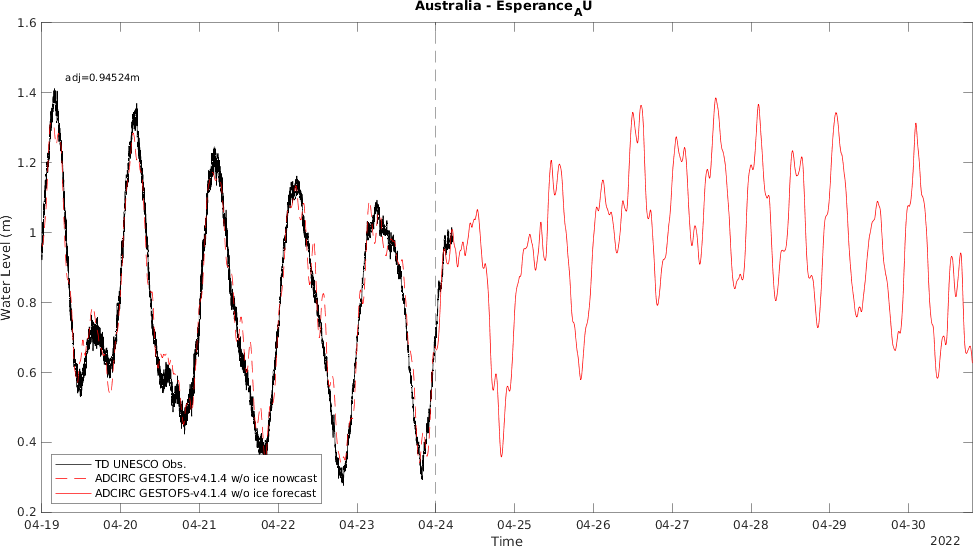 Australia - Esperance_AU
1.6
adj=0.94524m
1.4
1.2
1
0.8
0.6
0.4
0.2
Water Level (m)
TD UNESCO Obs.
ADCIRC GESTOFS-v4.1.4 w/o ice nowcast
ADCIRC GESTOFS-v4.1.4 w/o ice forecast
04-19 04-20 04-21 04-22 04-23 04-24 04-25 04-26 04-27 04-28 04-29 04-30
Time
2022